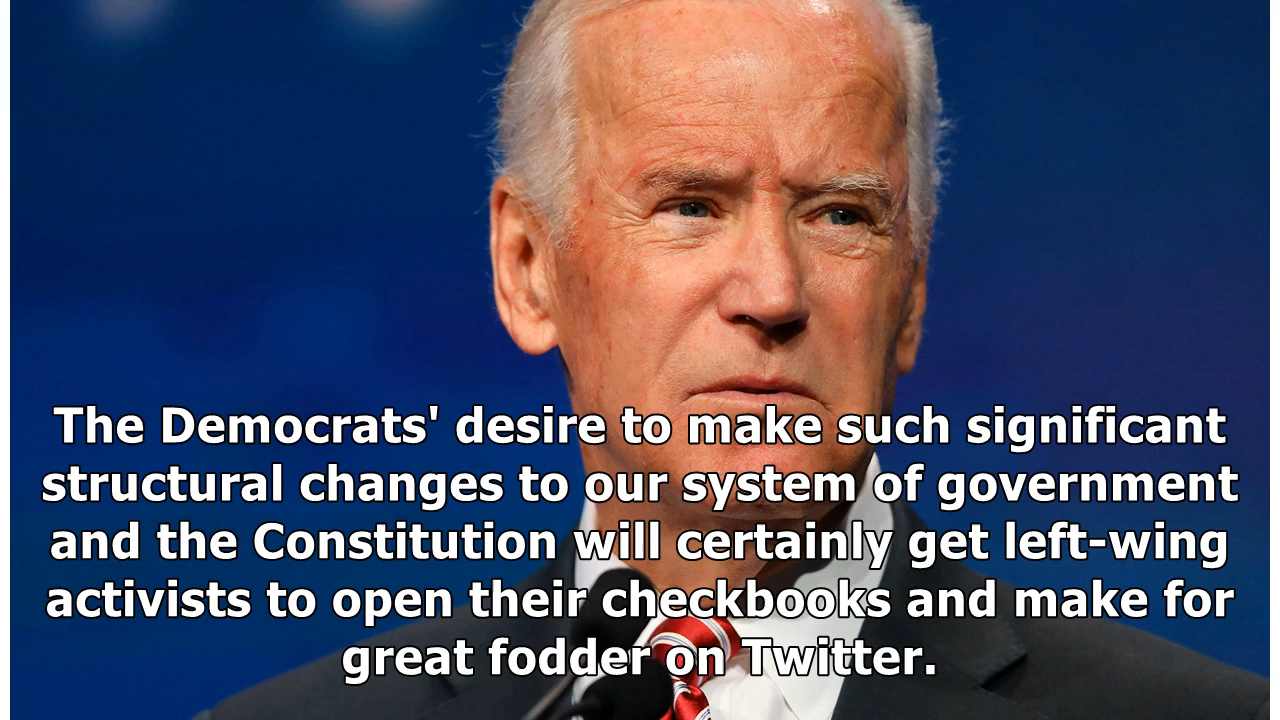 The Democrats' desire to make such significant
structural changes to our system of government
and the Constitution will certainly get left-wing
activists to open their checkbooks and make for
great fodder on Twitter.